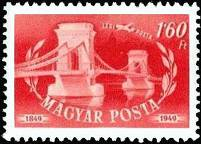 LÉGI POSTA
1'60
Ft
1849 1949
MAGYAR POSTA